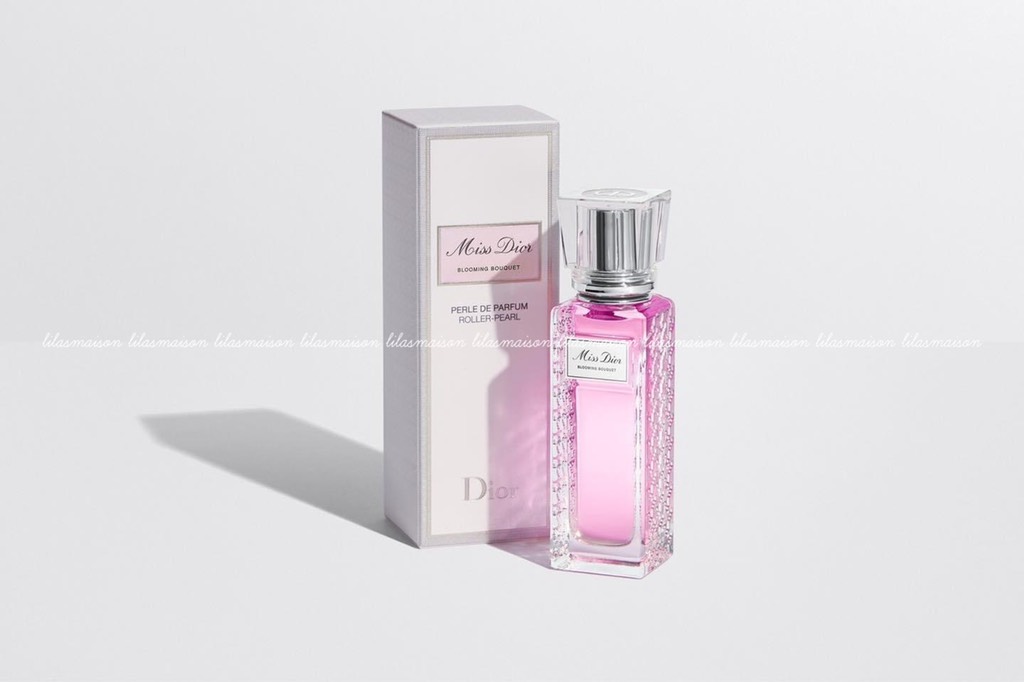 Miss Dior
BLOOMING BOUQUET
PERLE DE PARFUM
ROLLER-PEARL
Dior
Miss Dior
BLOOMING BOUQUET
lilasmaison lilasmaison lilasmaison lilasmaison lilasmaison lilasmaison lilasmaison lilasmaison lilasmaison